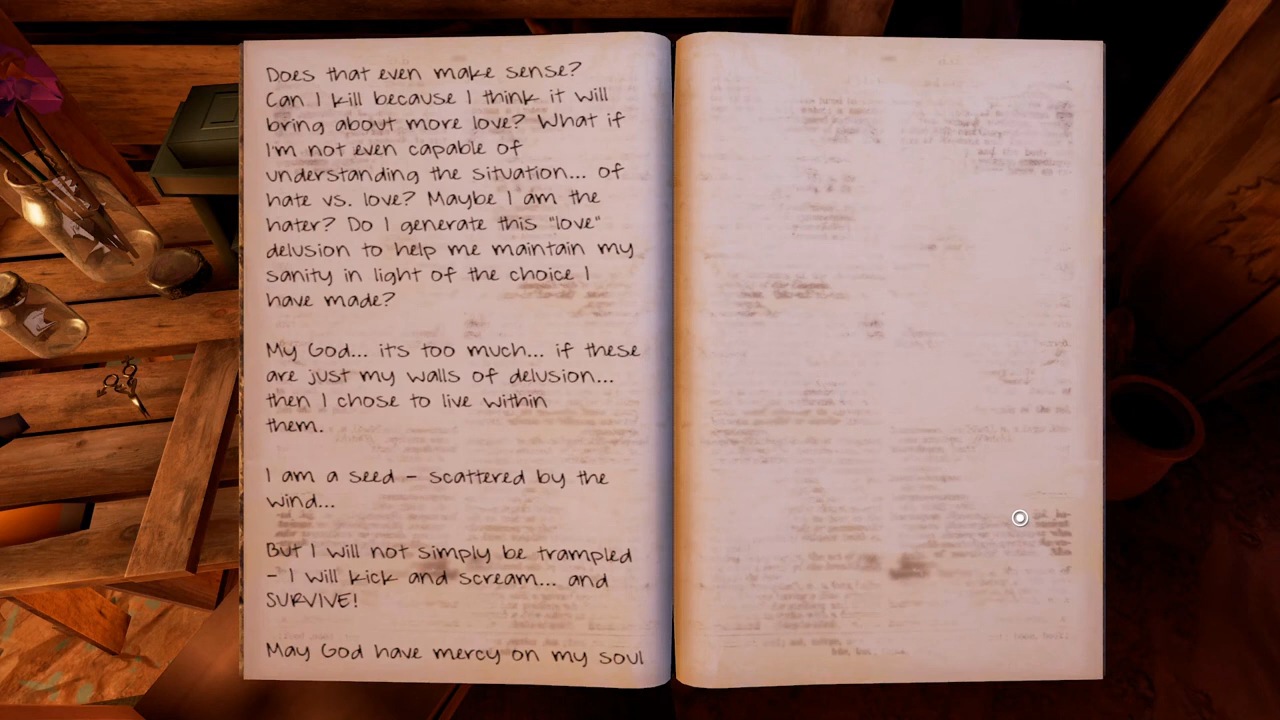 Does that even make sense?
Can I kill because I think it will
bring about more love? What if
I'm not even capable of
understanding the situation... of
hate vs. love? Maybe I am the
hater? Do I generate this "love"
delusion to help me maintain my
sanity in light of the choice I
have made?
My God... its too much... if these
are just my walls of delusion...
then I chose to live within
them.
I am a seed - scattered by the
wind...
But I will not simply be trampled
- I will kick and scream... and
SURVIVE!
May God have mercy on my soul